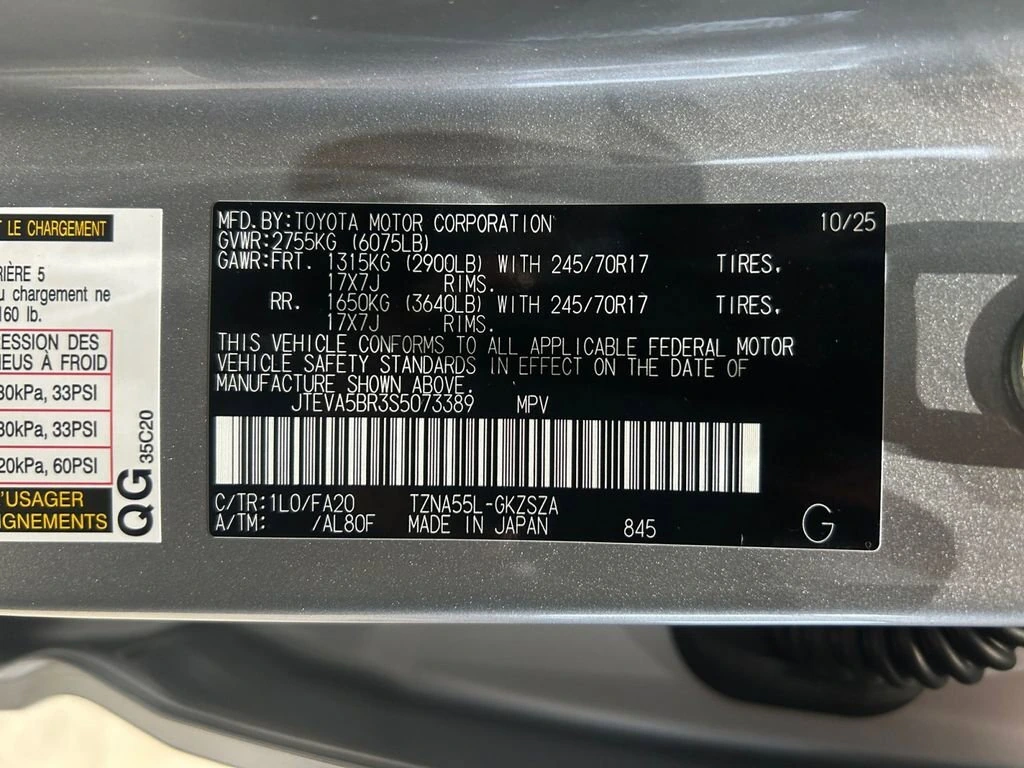 LE CHARGEMENT
RIÈRE 5
u chargement ne
160 lb.
ESSION DES
NEUS À FROID
30kPa, 33PSI
30kPa, 33PSI
20kPa, 60PSI
'USAGER
IGNEMENTS
QG 35C20
MFD.BY:TOYOTA MOTOR CORPORATION 10/25
GVWR:2755KG (6075LB)
GAWR:FRT. 1315KG (2900LB) WITH 245/70R17 TIRES,
17X7J RIMS.
RR. 1650KG (3640LB) WITH 245/70R17 TIRES,
17X7J RIMS.
THIS VEHICLE CONFORMS TO ALL APPLICABLE FEDERAL MOTOR
VEHICLE SAFETY STANDARDS IN EFFECT ON THE DATE OF
MANUFACTURE SHOWN ABOVE.
JTEVA5BR3S5073389 MPV
C/TR:1L0/FA20 TZNA55L-GKZSZA
A/TM: /AL80F MADE IN JAPAN 845 G